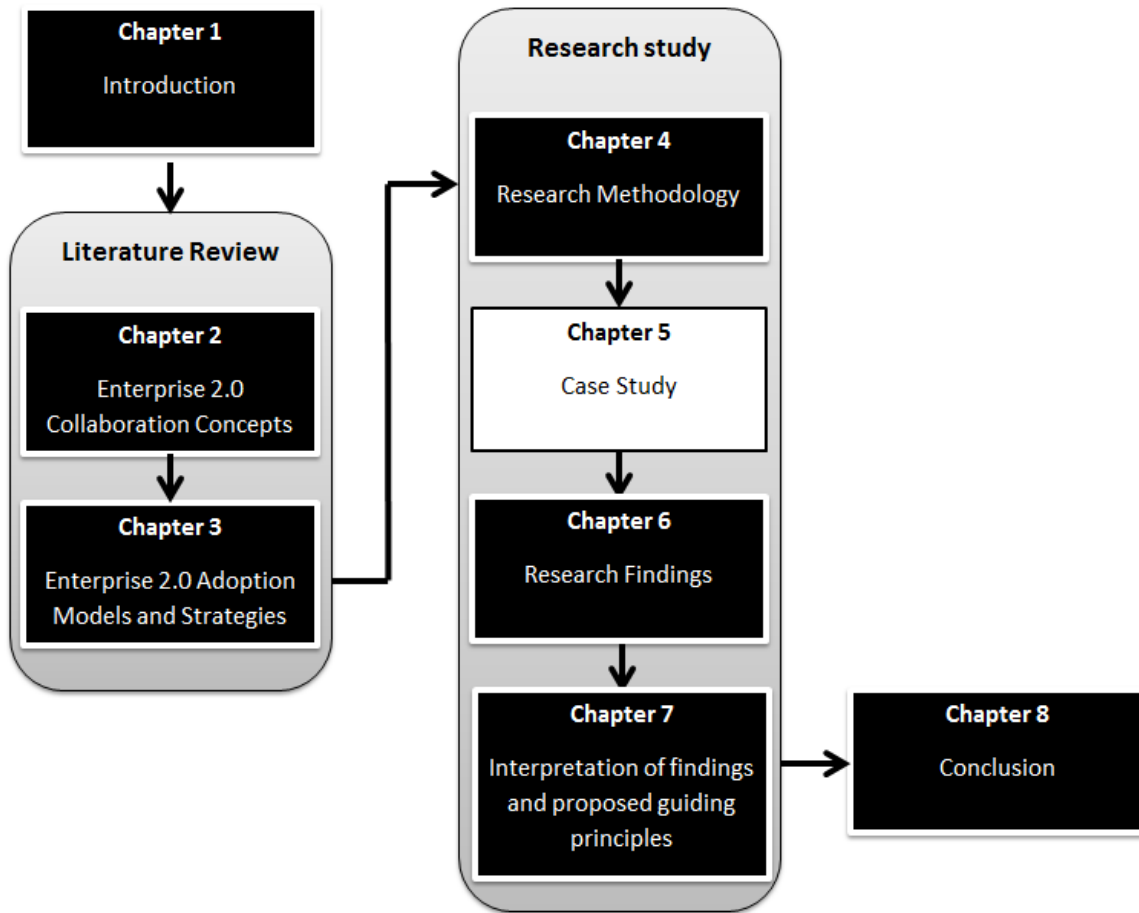 Chapter 1
Introduction
Literature Review
Chapter 2
Enterprise 2.0
Collaboration Concepts
Chapter 3
Enterprise 2.0 Adoption
Models and Strategies
Research study
Chapter 4
Research Methodology
Chapter 5
Case Study
Chapter 6
Research Findings
Chapter 7
Interpretation of findings
and proposed guiding
principles
Chapter 8
Conclusion